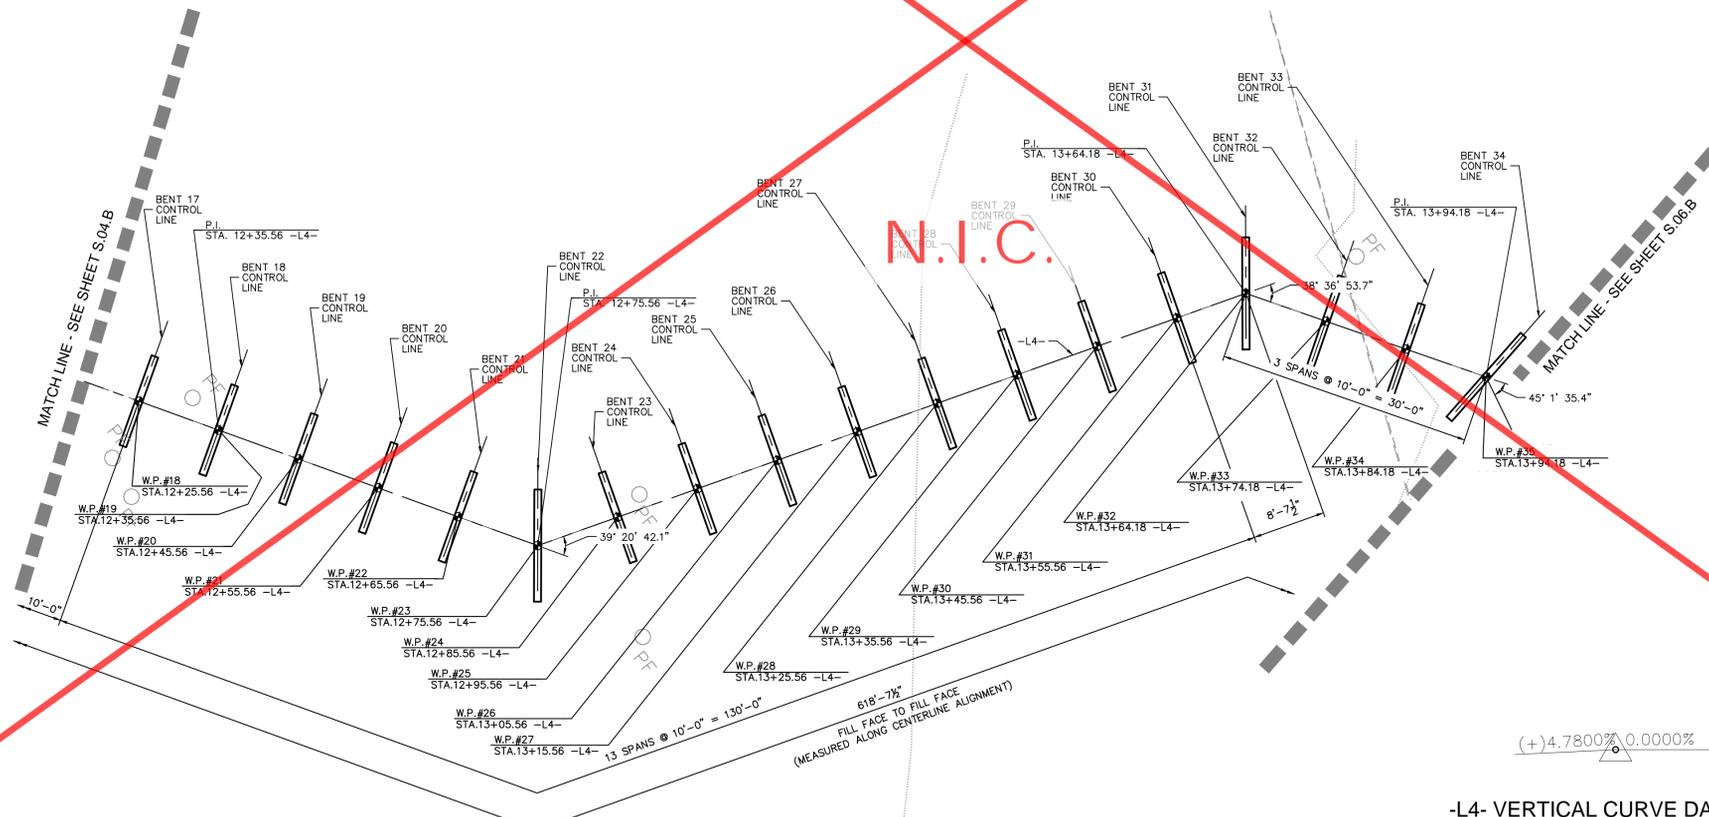 MATCH LINE - SEE SHEET S.04.B
BENT 17
CONTROL
LINE
P.I.
STA. 12+35.56 -L4-
BENT 18
CONTROL
LINE
BENT 19
CONTROL
LINE
BENT 20
CONTROL
LINE
BENT 21
CONTROL
LINE
BENT 22
CONTROL
LINE
P.I.
STA. 12+75.56 -L4-
BENT 23
CONTROL
LINE
BENT 24
CONTROL
LINE
BENT 25
CONTROL
LINE
BENT 26
CONTROL
LINE
BENT 27
CONTROL
LINE
BENT 28
CONTROL
LINE
N.I.C.
BENT 29
CONTROL
LINE
BENT 30
CONTROL
LINE
P.I.
STA. 13+64.18 -L4-
BENT 31
CONTROL
LINE
BENT 32
CONTROL
LINE
BENT 33
CONTROL
LINE
BENT 34
CONTROL
LINE
P.I.
STA. 13+94.18 -L4-
MATCH LINE - SEE SHEET S.06.B
PF
PF
PF
PF
PF
PF
-L4-
38° 36' 53.7"
39° 20' 42.1"
45° 1' 35.4"
3 SPANS @ 10'-0" = 30'-0"
8'-7½"
W.P.#18
STA.12+25.56 -L4-
W.P.#19
STA.12+35.56 -L4-
W.P.#20
STA.12+45.56 -L4-
W.P.#21
STA.12+55.56 -L4-
W.P.#22
STA.12+65.56 -L4-
W.P.#23
STA.12+75.56 -L4-
W.P.#24
STA.12+85.56 -L4-
W.P.#25
STA.12+95.56 -L4-
W.P.#26
STA.13+05.56 -L4-
W.P.#27
STA.13+15.56 -L4-
W.P.#28
STA.13+25.56 -L4-
W.P.#29
STA.13+35.56 -L4-
W.P.#30
STA.13+45.56 -L4-
W.P.#31
STA.13+55.56 -L4-
W.P.#32
STA.13+64.18 -L4-
W.P.#33
STA.13+74.18 -L4-
W.P.#34
STA.13+84.18 -L4-
W.P.#35
STA.13+94.18 -L4-
10'-0"
13 SPANS @ 10'-0" = 130'-0"
618'-7½"
FILL FACE TO FILL FACE
(MEASURED ALONG CENTERLINE ALIGNMENT)
(+)4.7800% 0.0000%
-L4- VERTICAL CURVE DA